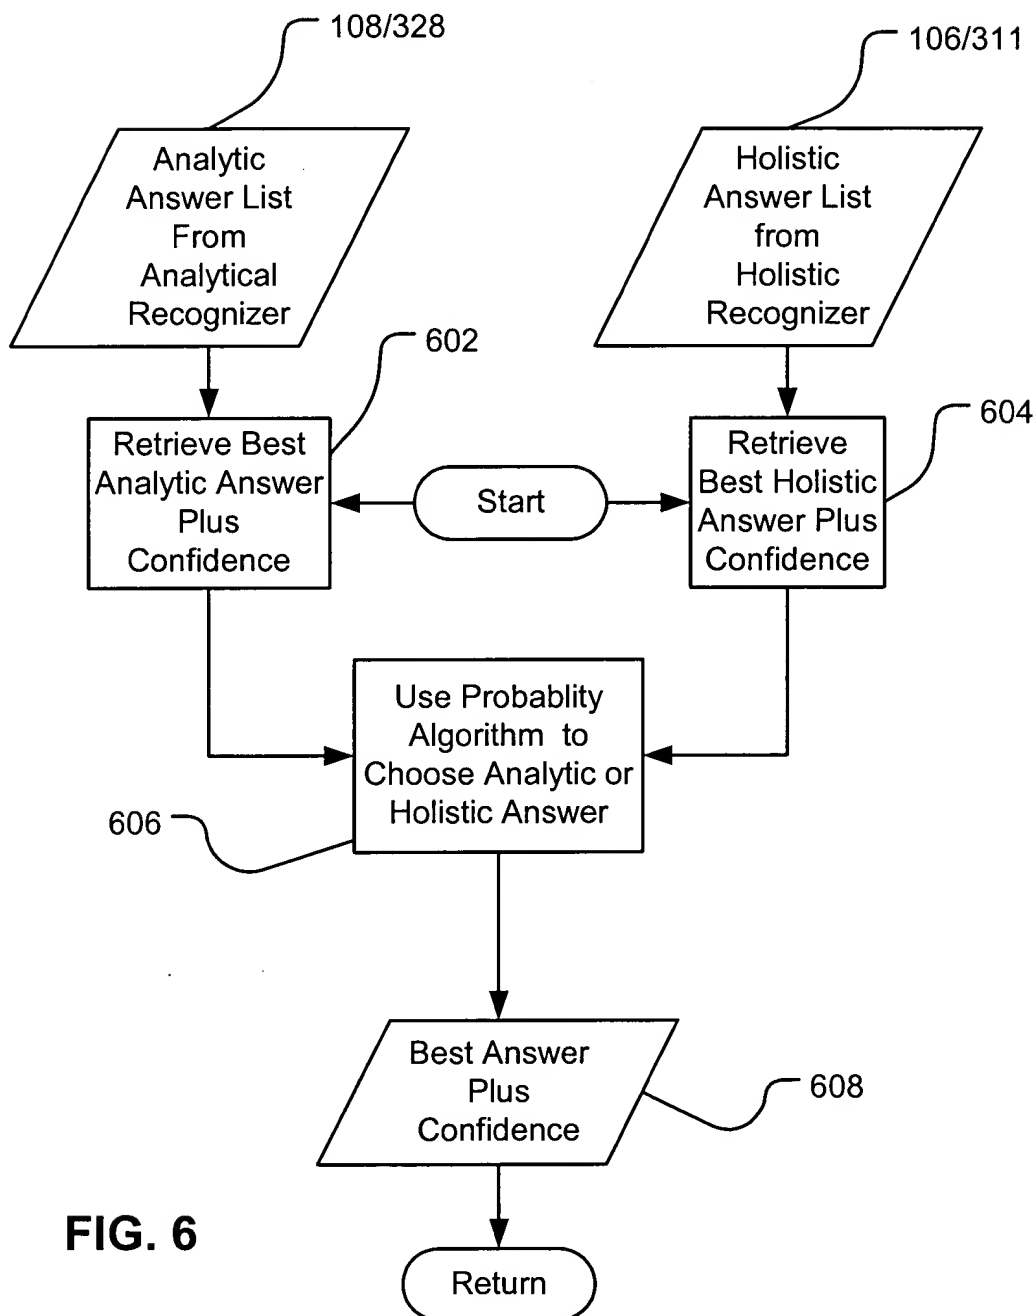 108/328
106/311
Analytic
Answer List
From
Analytical
Recognizer
Holistic
Answer List
from
Holistic
Recognizer
602
604
Retrieve Best
Analytic Answer
Plus
Confidence
Start
Retrieve
Best Holistic
Answer Plus
Confidence
Use Probablity
Algorithm to
Choose Analytic or
Holistic Answer
606
Best Answer
Plus
Confidence
608
FIG. 6
Return